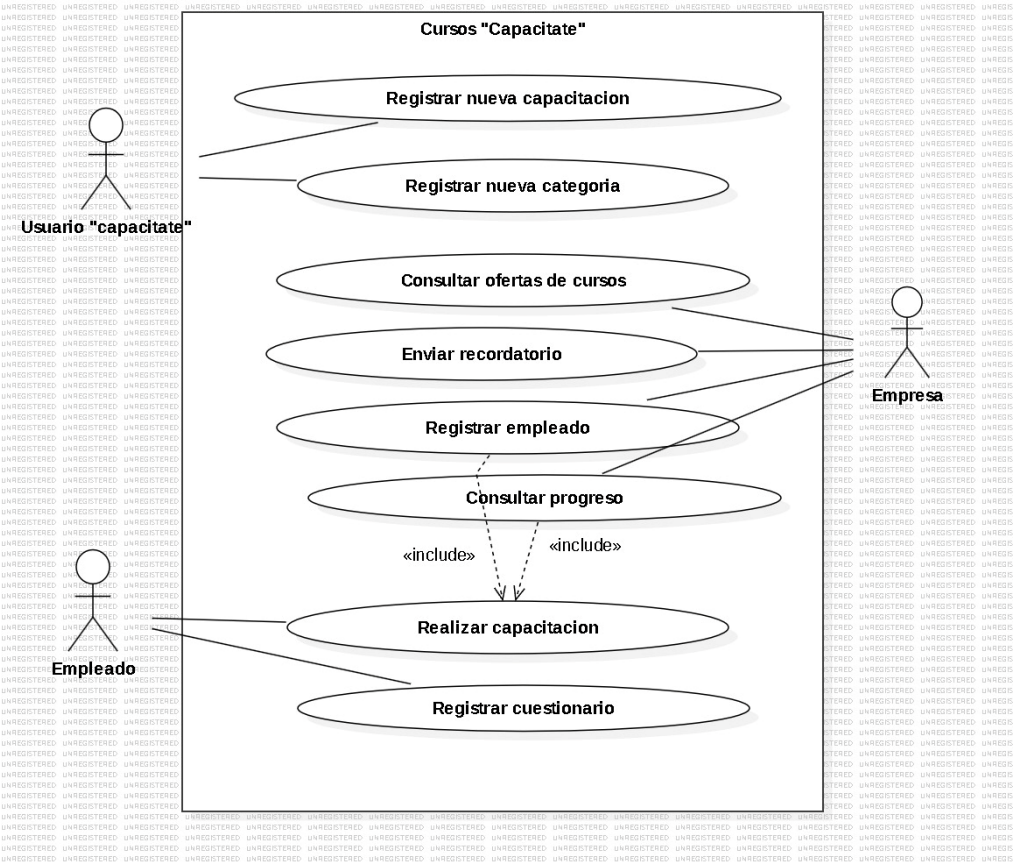 Cursos "Capacitate"
Registrar nueva capacitacion
Registrar nueva categoria
Usuario "capacitate"
Consultar ofertas de cursos
Enviar recordatorio
Empresa
Registrar empleado
Consultar progreso
«include»
«include»
Realizar capacitacion
Empleado
Registrar cuestionario
UNREGISTERED